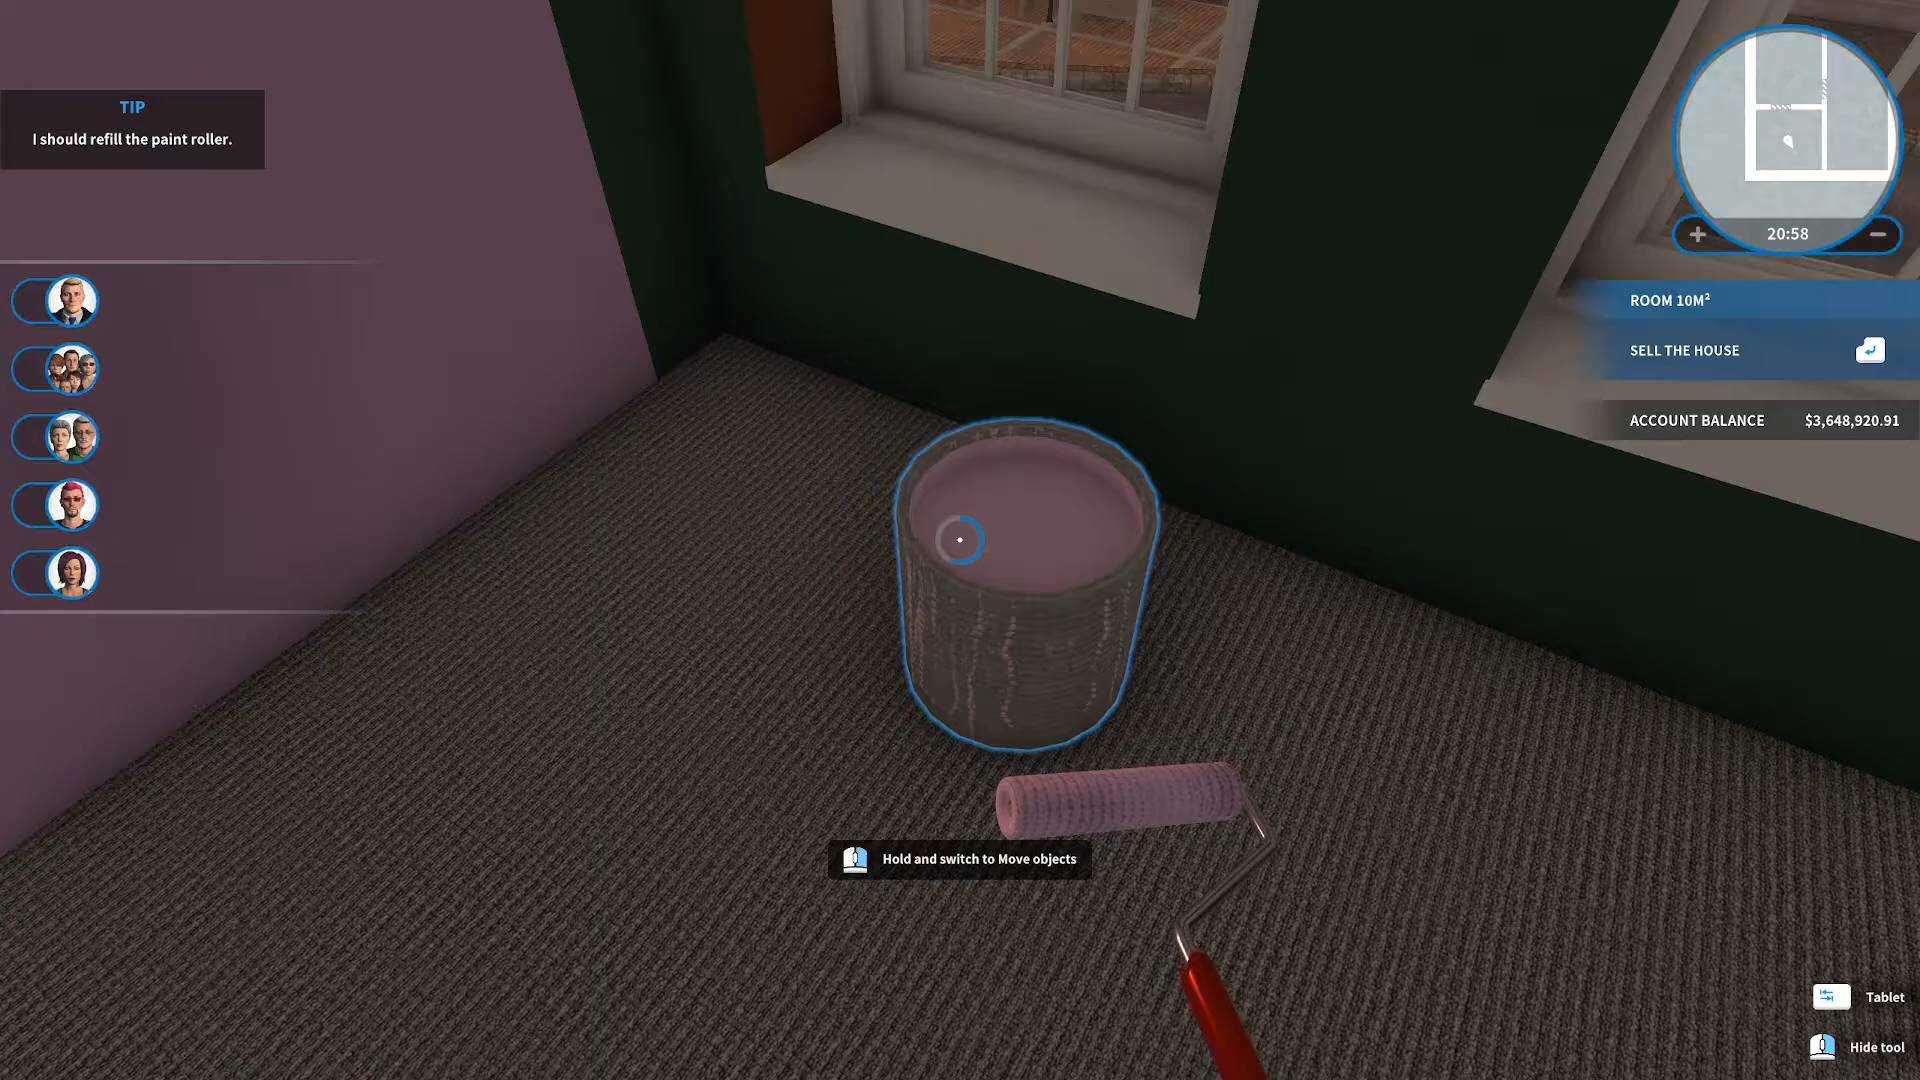 TIP
I should refill the paint roller.
20:58
ROOM 10M²
SELL THE HOUSE
ACCOUNT BALANCE $3,648,920.91
Hold and switch to Move objects
Tablet
Hide tool